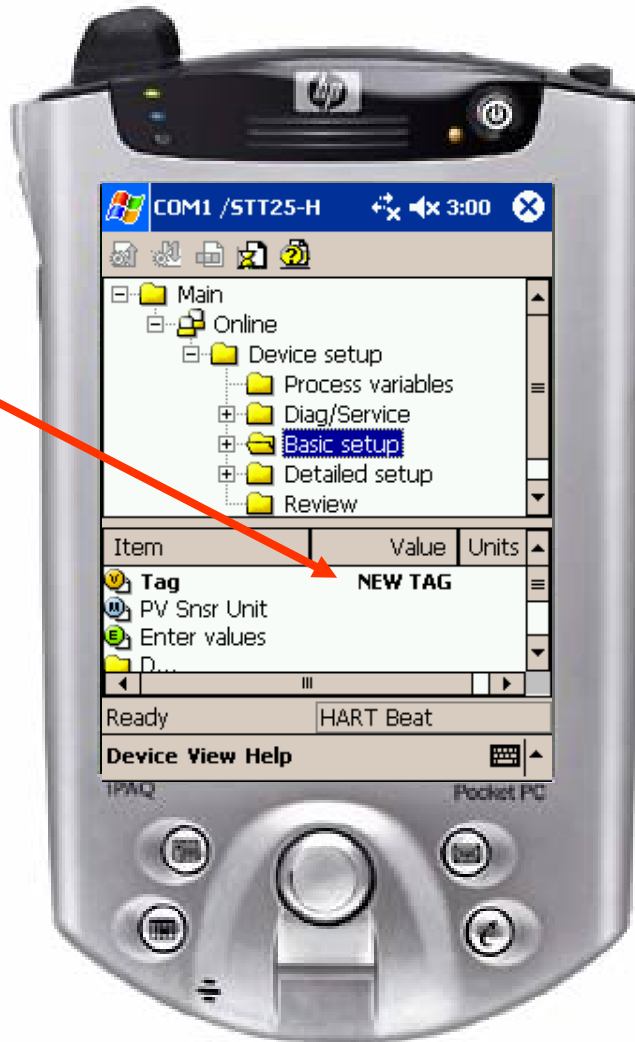 hp
COM1 /STT25-H 3:00
Main
Online
Device setup
Process variables
Diag/Service
Basic setup
Detailed setup
Review
Item Value Units
V Tag NEW TAG
M PV Snsr Unit
E Enter values
D...
Ready HART Beat
Device View Help
iPAQ Pocket PC